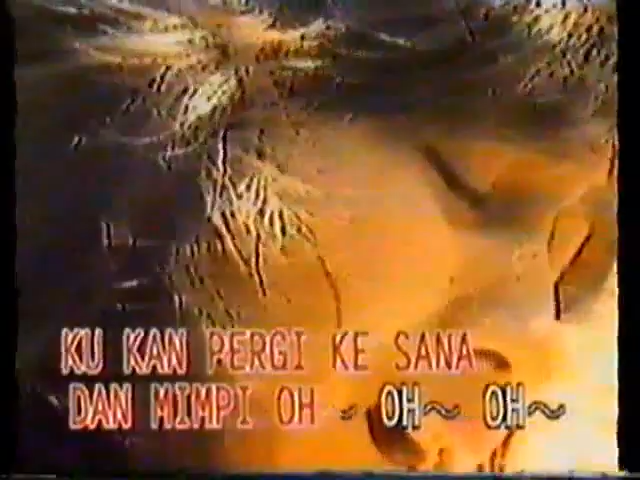 KU KAN PERGI KE SANA
DAN MIMPI OH ~ OH~ OH~